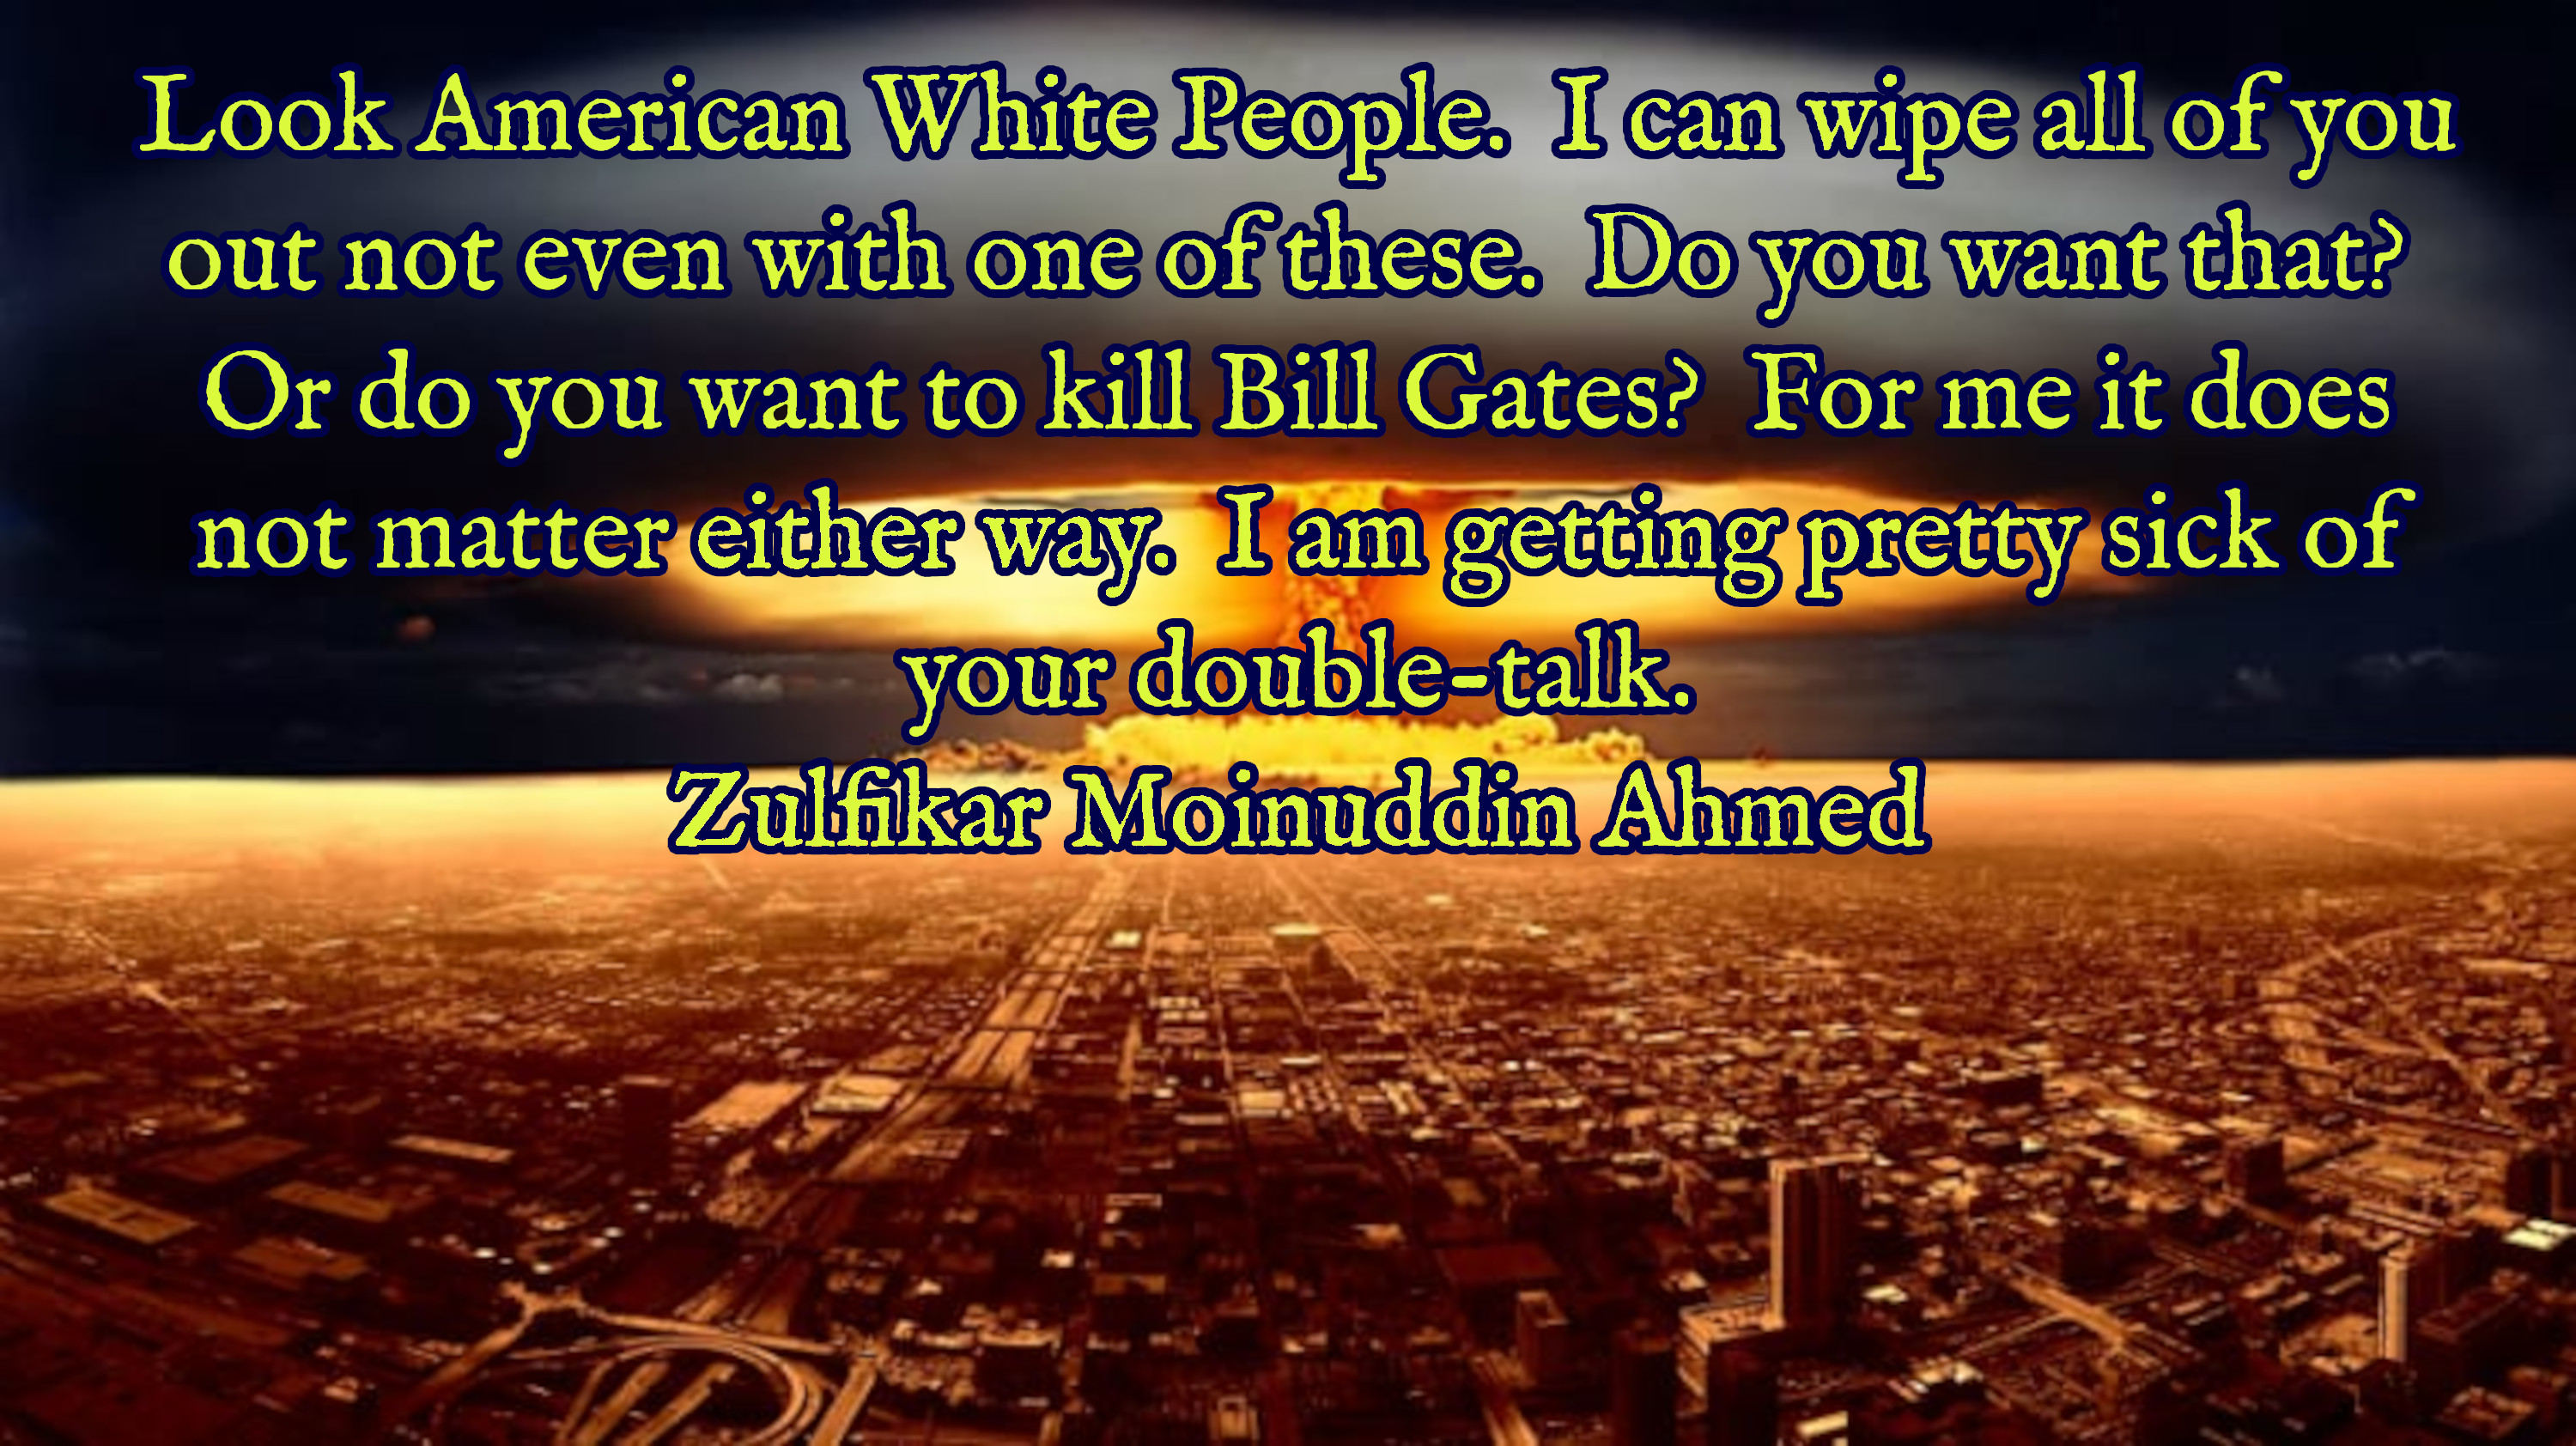 Look American White People.  I can wipe all of you
out not even with one of these.  Do you want that?
Or do you want to kill Bill Gates?  For me it does
not matter either way.  I am getting pretty sick of
your double-talk.
Zulfikar Moinuddin Ahmed